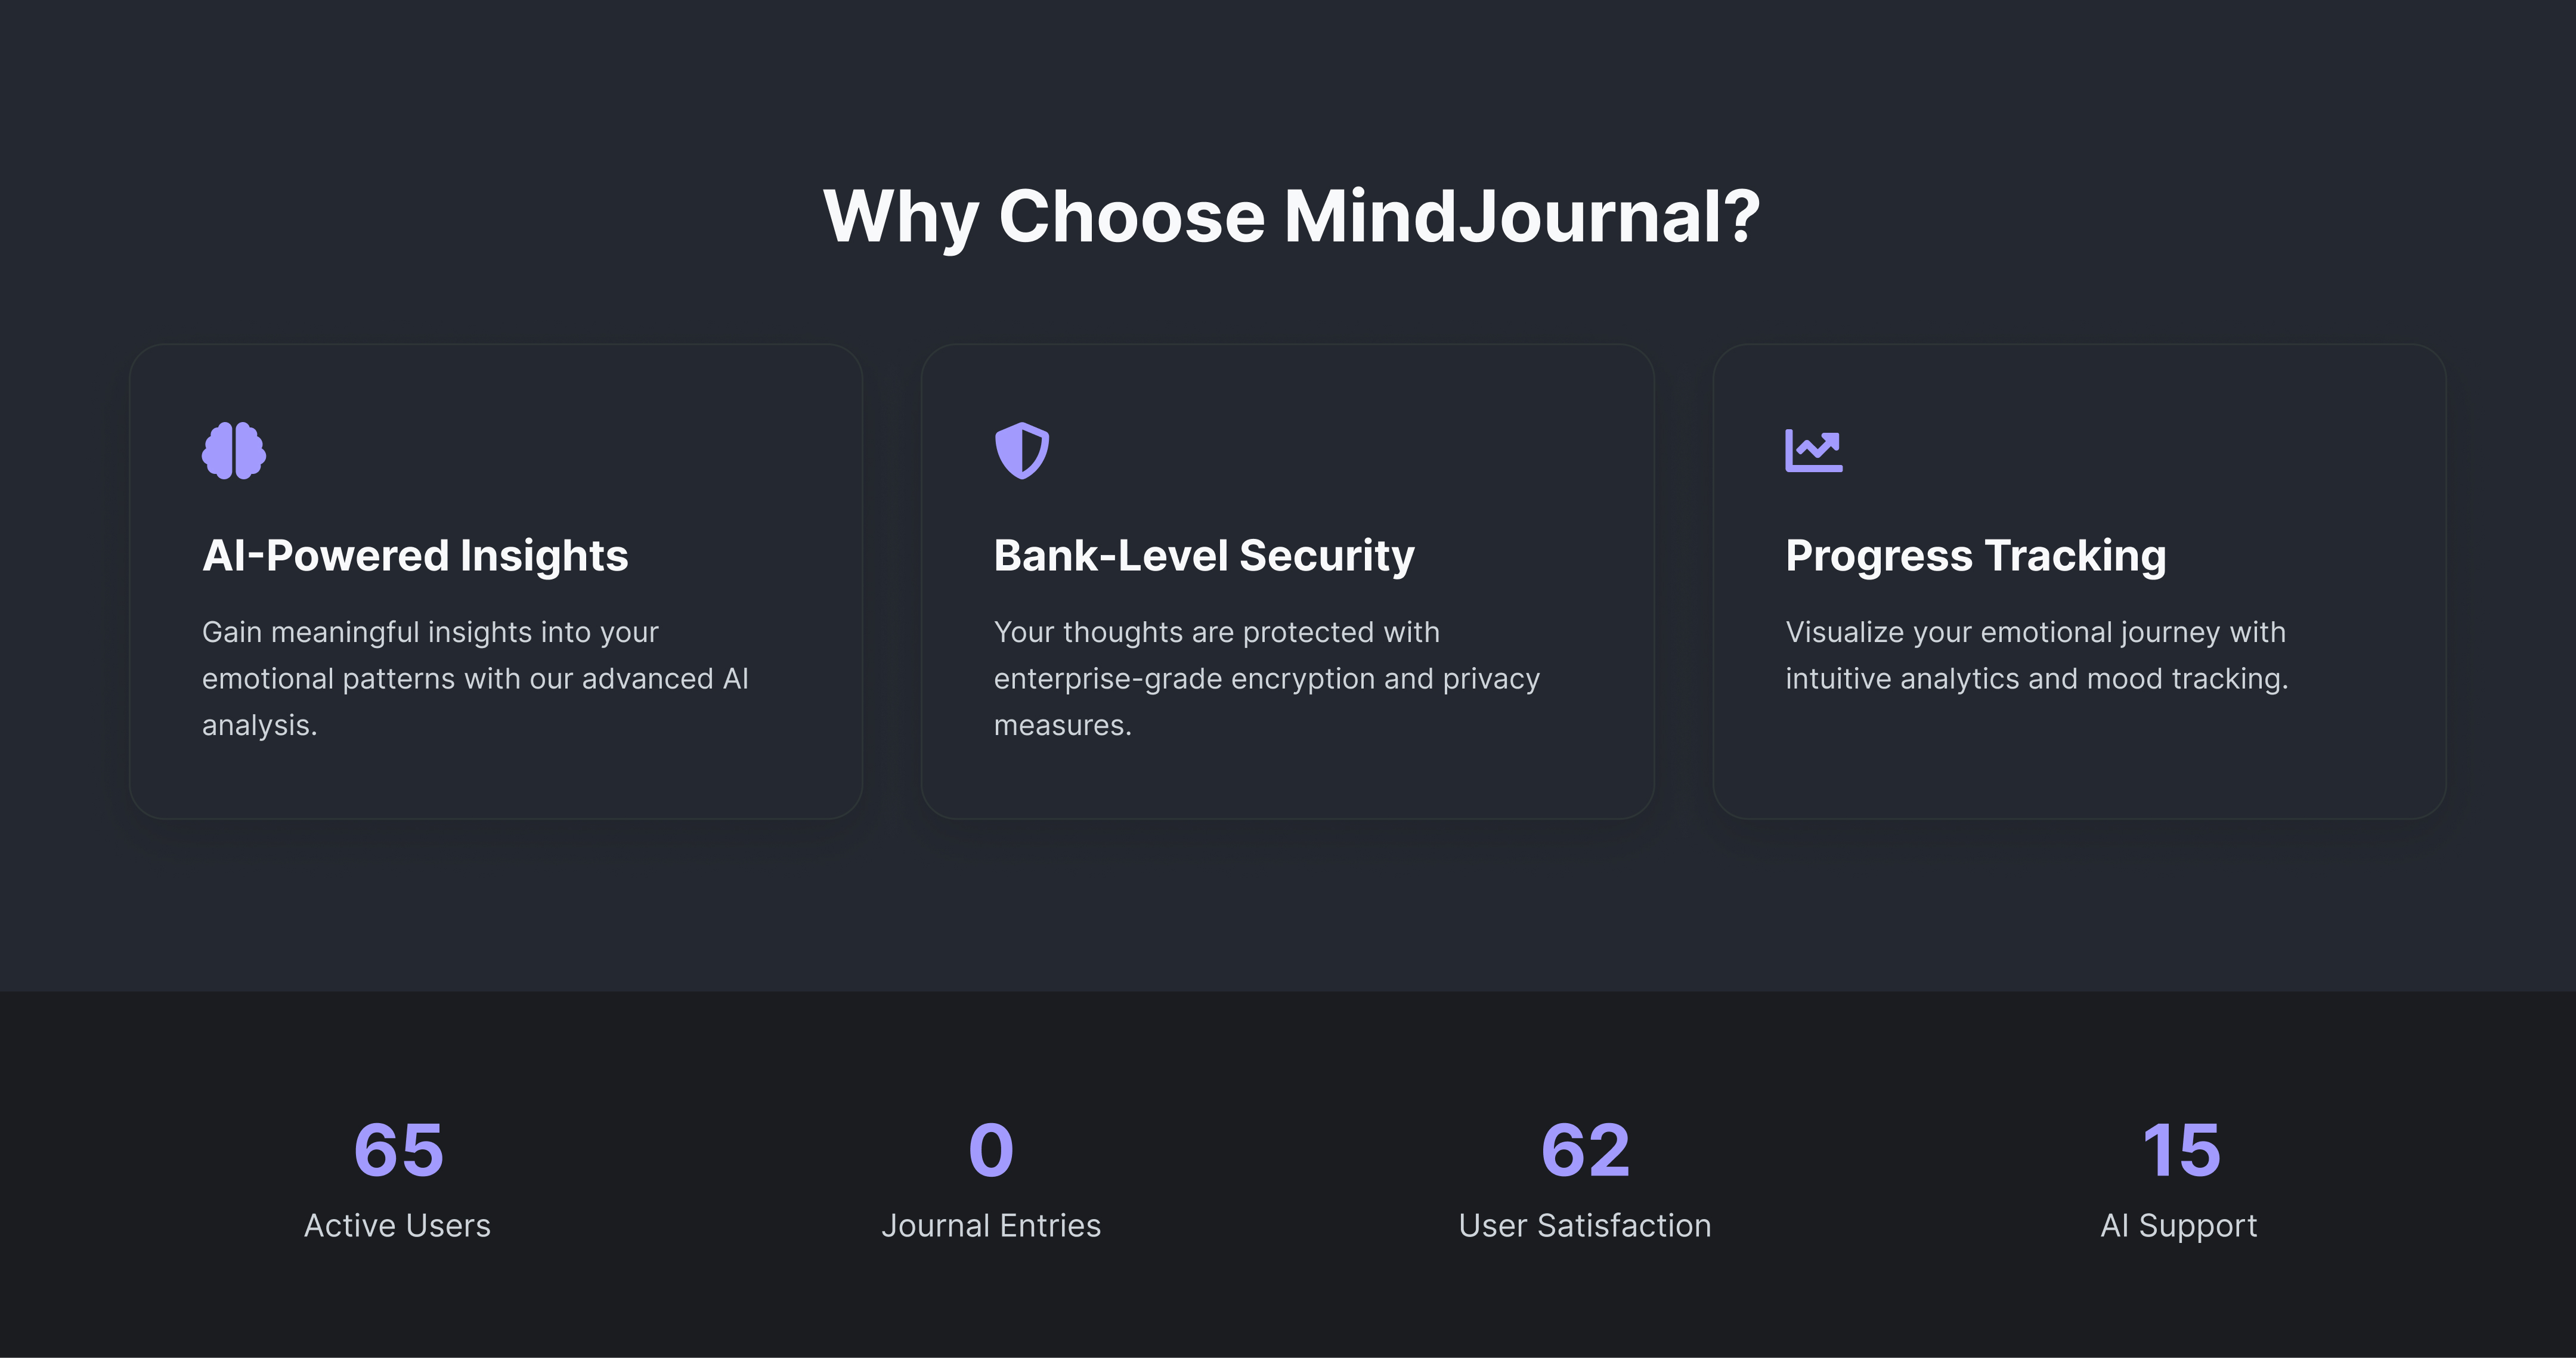 Why Choose MindJournal?
AI-Powered Insights
Gain meaningful insights into your
emotional patterns with our advanced AI
analysis.
Bank-Level Security
Your thoughts are protected with
enterprise-grade encryption and privacy
measures.
Progress Tracking
Visualize your emotional journey with
intuitive analytics and mood tracking.
65
Active Users
0
Journal Entries
62
User Satisfaction
15
AI Support